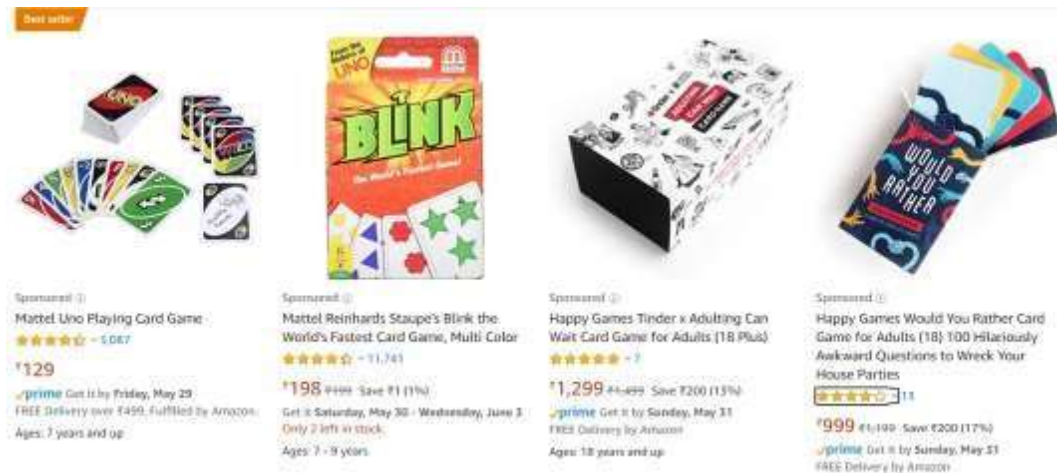 Best seller
UNO
From the
Makers of
UNO
BLINK
The World's Fastest Game!
WOULD
YOU
RATHER
Sponsored
Mattel Uno Playing Card Game
5,087
₹129
prime Get it by Friday, May 29
FREE Delivery over ₹499. Fulfilled by Amazon.
Ages: 7 years and up
Sponsored
Mattel Reinhards Staupe's Blink the
World's Fastest Card Game, Multi Color
11,741
₹198 ₹199 Save ₹1 (1%)
Get it Saturday, May 30 - Wednesday, June 3
Only 2 left in stock.
Ages: 7 - 9 years
Sponsored
Happy Games Tinder x Adulting Can
Wait Card Game for Adults (18 Plus)
7
₹1,299 ₹1,499 Save ₹200 (13%)
prime Get it by Sunday, May 31
FREE Delivery by Amazon
Ages: 18 years and up
Sponsored
Happy Games Would You Rather Card
Game for Adults (18) 100 Hilariously
Awkward Questions to Wreck Your
House Parties
13
₹999 ₹1,199 Save ₹200 (17%)
prime Get it by Sunday, May 31
FREE Delivery by Amazon